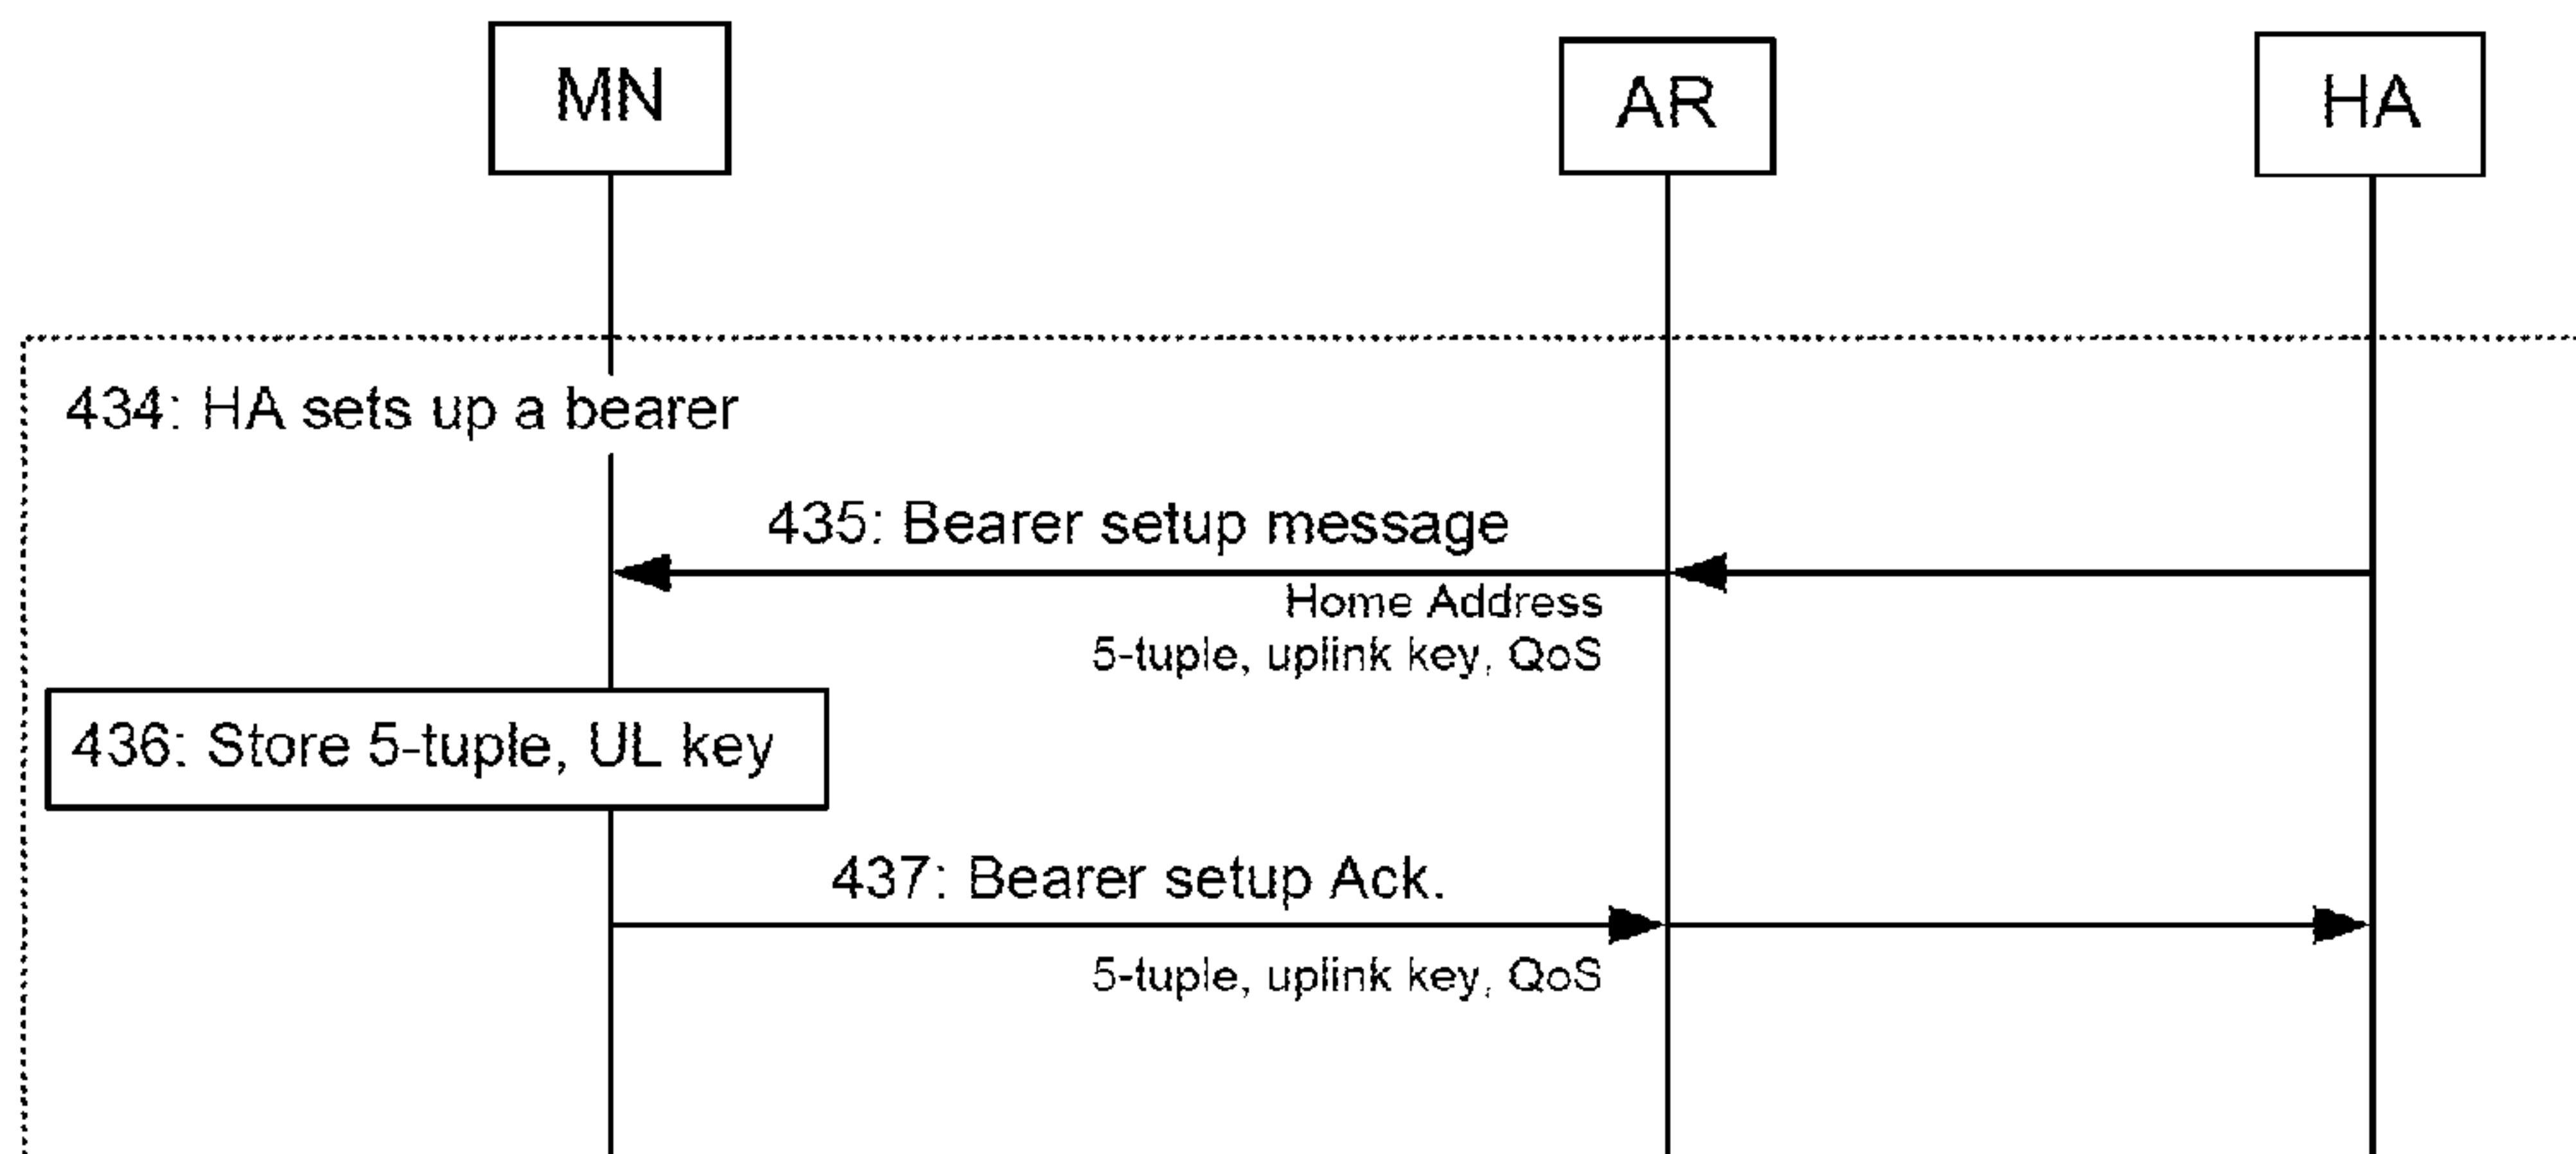 MN
AR
HA
434: HA sets up a bearer
435: Bearer setup message
Home Address
5-tuple, uplink key, QoS
436: Store 5-tuple, UL key
437: Bearer setup Ack.
5-tuple, uplink key, QoS